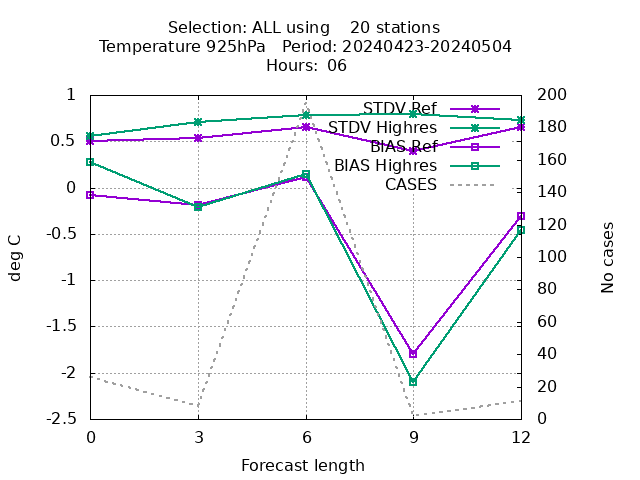 Selection: ALL using    20 stations
Temperature 925hPa   Period: 20240423-20240504
Hours: 06
1
0.5
0
-0.5
-1
-1.5
-2
-2.5
deg C
200
180
160
140
120
100
80
60
40
20
0
No cases
STDV Ref
STDV Highres
BIAS Ref
BIAS Highres
CASES
0 3 6 9 12
Forecast length